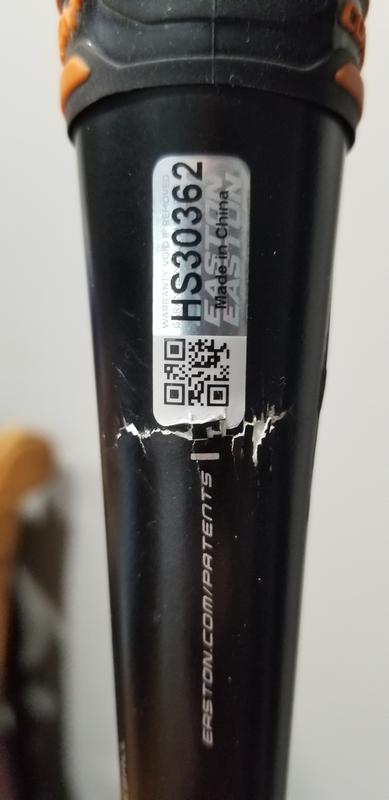 WARRANTY VOID IF REMOVED
HS30362
EASTON
EASTON
Made in China
EASTON.COM/PATENTS